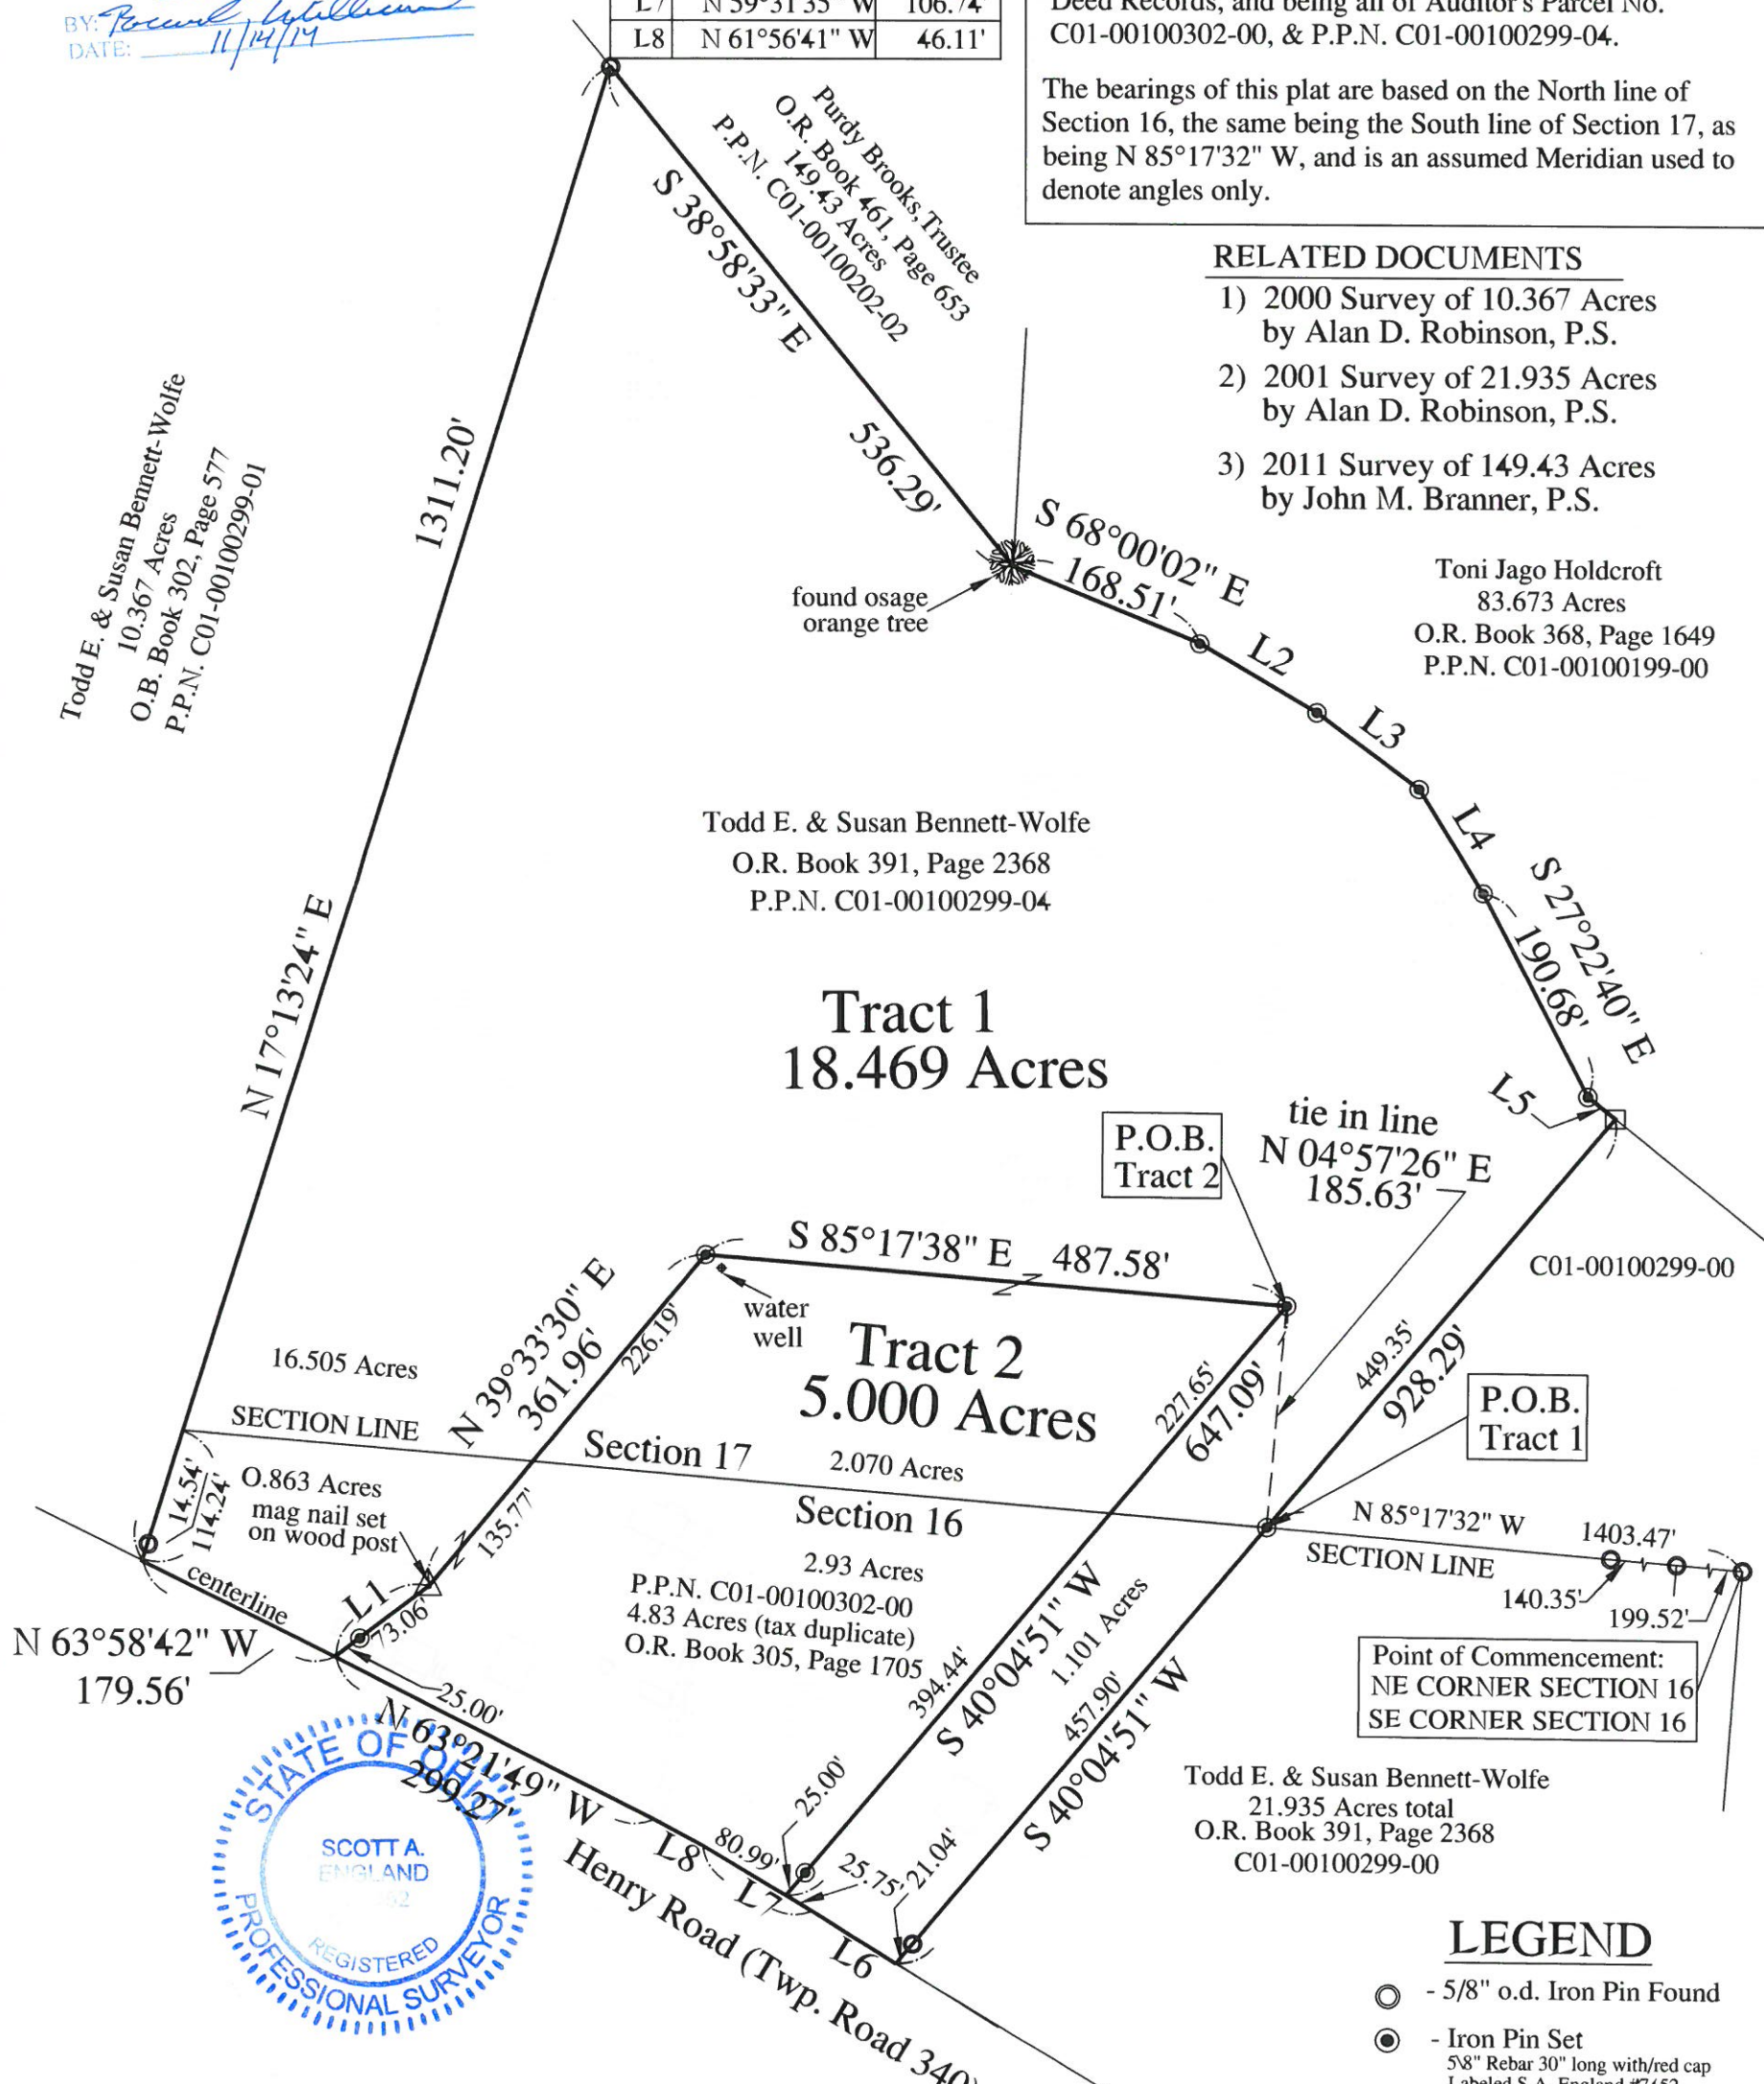 BY:
DATE: 11/14/14
L7 N 59°31'35" W 106.74'
L8 N 61°56'41" W 46.11'
Deed Records, and being all of Auditor's Parcel No.
C01-00100302-00, & P.P.N. C01-00100299-04.
The bearings of this plat are based on the North line of
Section 16, the same being the South line of Section 17, as
being N 85°17'32" W, and is an assumed Meridian used to
denote angles only.
Purdy Brooks, Trustee
O.R. Book 461, Page 653
149.43 Acres
P.P.N. C01-00100202-02
S 38°58'33" E
536.29'
RELATED DOCUMENTS
1) 2000 Survey of 10.367 Acres
by Alan D. Robinson, P.S.
2) 2001 Survey of 21.935 Acres
by Alan D. Robinson, P.S.
3) 2011 Survey of 149.43 Acres
by John M. Branner, P.S.
Todd E. & Susan Bennett-Wolfe
10.367 Acres
O.B. Book 302, Page 577
P.P.N. C01-00100299-01
1311.20'
N 17°13'24" E
found osage
orange tree
S 68°00'02" E
168.51'
L2
L3
L4
Toni Jago Holdcroft
83.673 Acres
O.R. Book 368, Page 1649
P.P.N. C01-00100199-00
Todd E. & Susan Bennett-Wolfe
O.R. Book 391, Page 2368
P.P.N. C01-00100299-04
S 27°22'40" E
190.68'
L5
Tract 1
18.469 Acres
P.O.B.
Tract 2
tie in line
N 04°57'26" E
185.63'
C01-00100299-00
S 85°17'38" E 487.58'
water
well
N 39°33'30" E
361.96'
226.19'
135.77'
Tract 2
5.000 Acres
227.65'
647.09'
449.35'
928.29'
P.O.B.
Tract 1
16.505 Acres
SECTION LINE
Section 17
2.070 Acres
Section 16
2.93 Acres
P.P.N. C01-00100302-00
4.83 Acres (tax duplicate)
O.R. Book 305, Page 1705
14.54'
114.24'
O.863 Acres
mag nail set
on wood post
centerline
L1
73.06'
N 63°58'42" W
179.56'
25.00'
N 63°21'49" W
299.27'
N 85°17'32" W
1403.47'
SECTION LINE
140.35'
199.52'
Point of Commencement:
NE CORNER SECTION 16
SE CORNER SECTION 16
394.44'
S 40°04'51" W
1.101 Acres
457.90'
S 40°04'51" W
25.00'
80.99'
25.75'
21.04'
L8
L7
L6
Henry Road (Twp. Road 340)
Todd E. & Susan Bennett-Wolfe
21.935 Acres total
O.R. Book 391, Page 2368
C01-00100299-00
STATE OF OHIO
SCOTT A.
ENGLAND
REGISTERED
PROFESSIONAL SURVEYOR
LEGEND
- 5/8" o.d. Iron Pin Found
- Iron Pin Set
5\8" Rebar 30" long with/red cap
Labeled S.A. England #7452